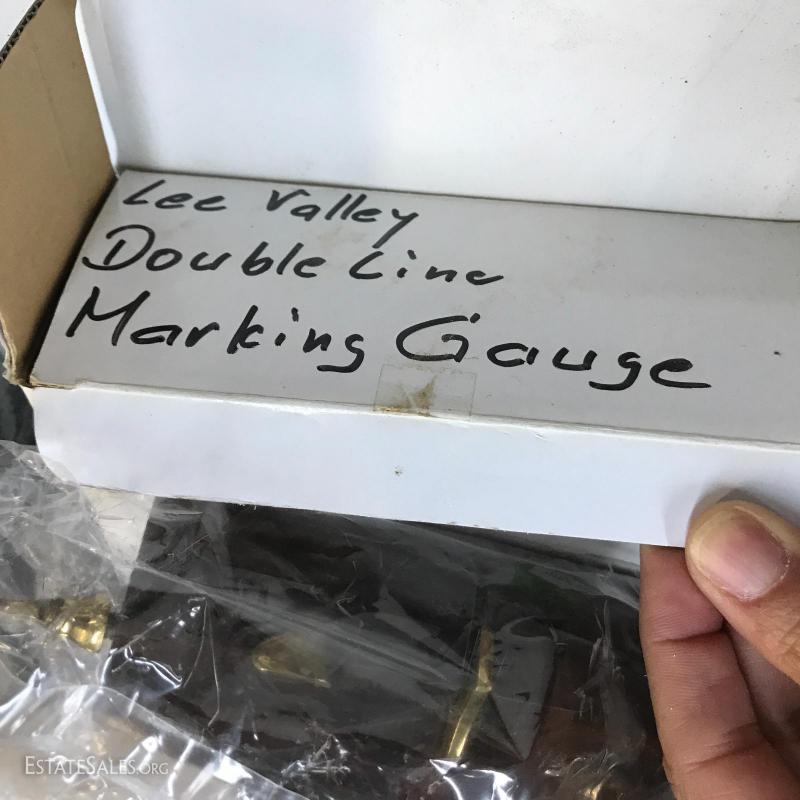 Lee Valley
Double Line
Marking Gauge
ESTATESALES.ORG